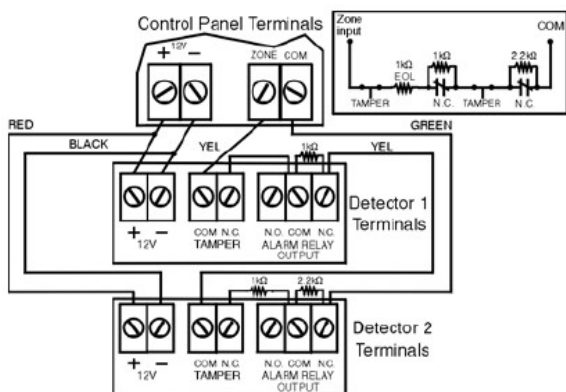 Control Panel Terminals
+ 12V −
ZONE COM
Zone input
COM
1kΩ EOL
1kΩ
2.2kΩ
TAMPER N.C. TAMPER N.C.
RED
BLACK
YEL
GREEN
1kΩ
YEL
+ −
12V
COM N.C.
TAMPER
N.O. COM N.C.
ALARM RELAY
OUTPUT
Detector 1
Terminals
1kΩ
2.2kΩ
+ −
12V
COM N.C.
TAMPER
N.O. COM N.C.
ALARM RELAY
OUTPUT
Detector 2
Terminals